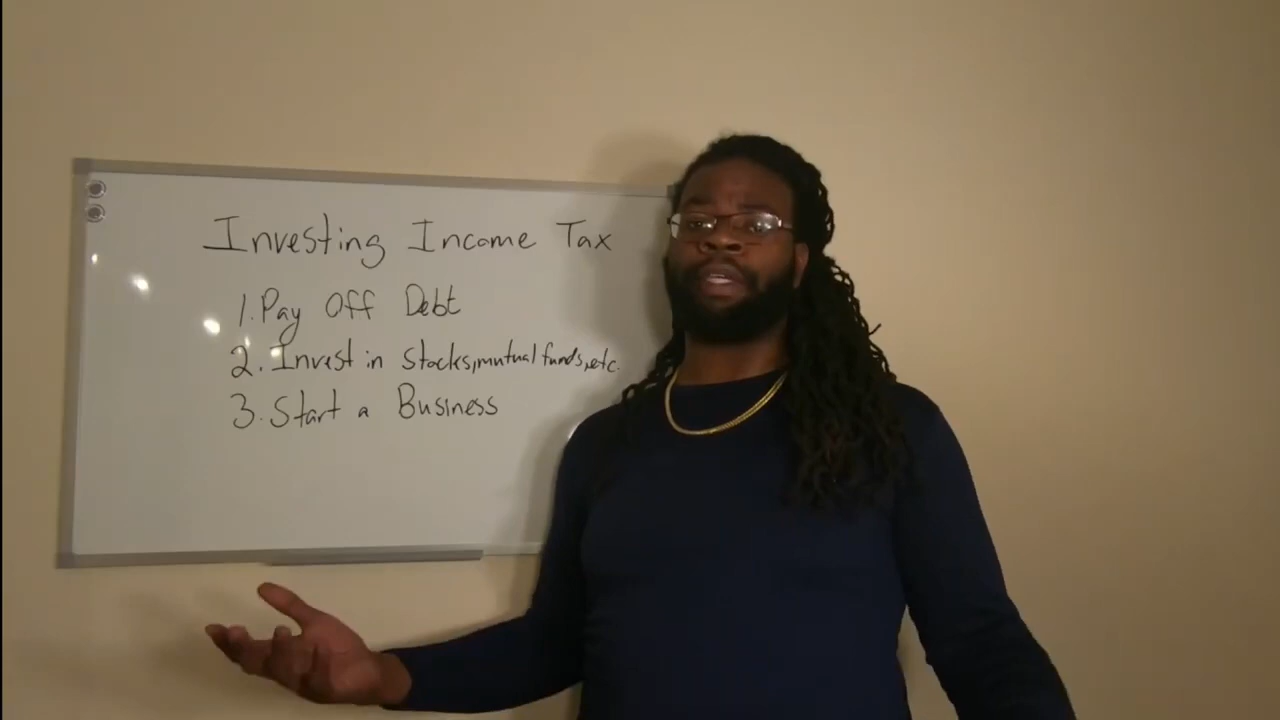 Investing Income Tax
1. Pay Off Debt
2. Invest in stocks, mutual funds, etc.
3. Start a Business